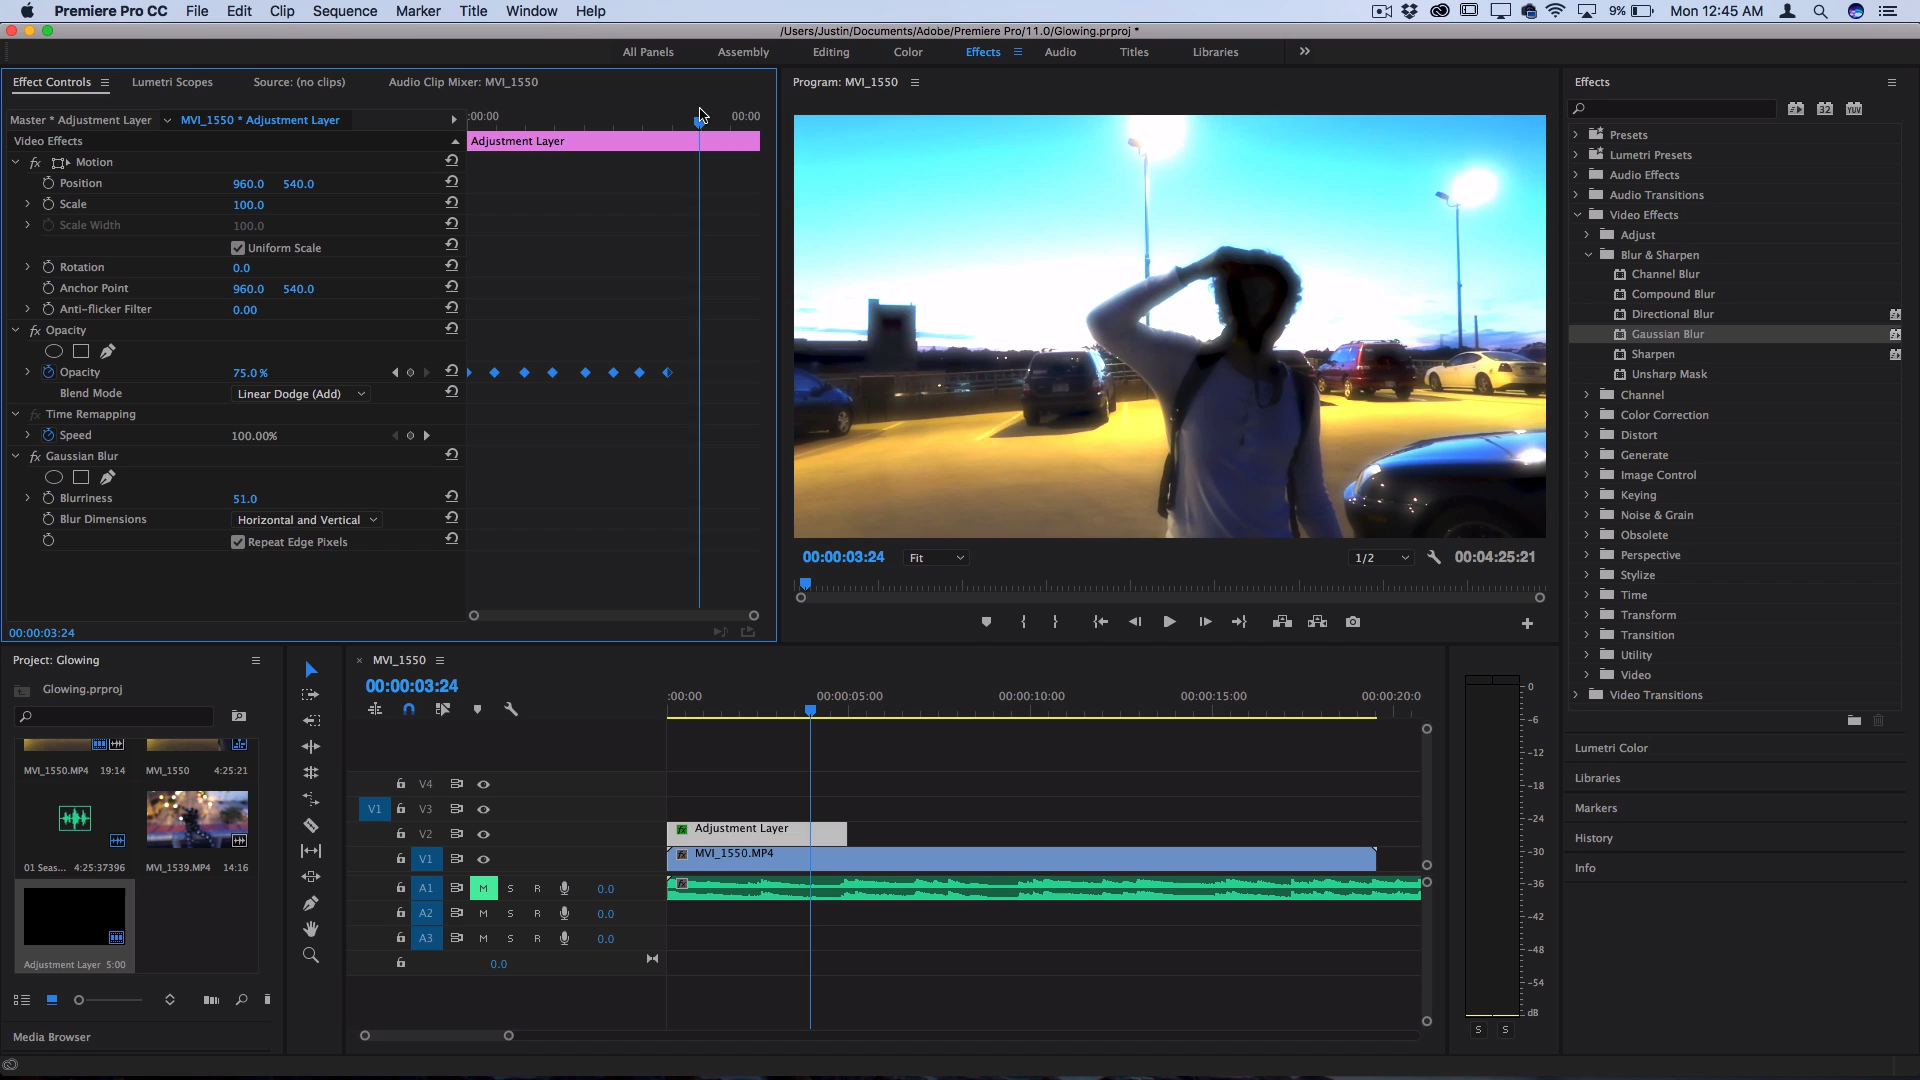 Premiere Pro CC File Edit Clip Sequence Marker Title Window Help
9% Mon 12:45 AM
/Users/Justin/Documents/Adobe/Premiere Pro/11.0/Glowing.prproj *
All Panels Assembly Editing Color Effects Audio Titles Libraries
Effect Controls Lumetri Scopes Source: (no clips) Audio Clip Mixer: MVI_1550
Master * Adjustment Layer MVI_1550 * Adjustment Layer
:00:00 00:00
Video Effects
Adjustment Layer
fx Motion
Position 960.0 540.0
Scale 100.0
Scale Width 100.0
Uniform Scale
Rotation 0.0
Anchor Point 960.0 540.0
Anti-flicker Filter 0.00
fx Opacity
Opacity 75.0 %
Blend Mode Linear Dodge (Add)
fx Time Remapping
Speed 100.00%
fx Gaussian Blur
Blurriness 51.0
Blur Dimensions Horizontal and Vertical
Repeat Edge Pixels
00:00:03:24
Program: MVI_1550
00:00:03:24 Fit 1/2 00:04:25:21
Effects
32 YUV
Presets
Lumetri Presets
Audio Effects
Audio Transitions
Video Effects
Adjust
Blur & Sharpen
Channel Blur
Compound Blur
Directional Blur
Gaussian Blur
Sharpen
Unsharp Mask
Channel
Color Correction
Distort
Generate
Image Control
Keying
Noise & Grain
Obsolete
Perspective
Stylize
Time
Transform
Transition
Utility
Video
Video Transitions
Lumetri Color
Libraries
Markers
History
Info
Project: Glowing
Glowing.prproj
MVI_1550.MP4 19:14 MVI_1550 4:25:21
01 Seas... 4:25:37396 MVI_1539.MP4 14:16
Adjustment Layer 5:00
Media Browser
× MVI_1550
00:00:03:24
:00:00 00:00:05:00 00:00:10:00 00:00:15:00 00:00:20:0
V4
V1 V3
V2 fx Adjustment Layer
V1 fx MVI_1550.MP4
A1 M S R 0.0 fx
A2 M S R 0.0
A3 M S R 0.0
0.0
0
-6
-12
-18
-24
-30
-36
-42
-48
-54
dB
S S